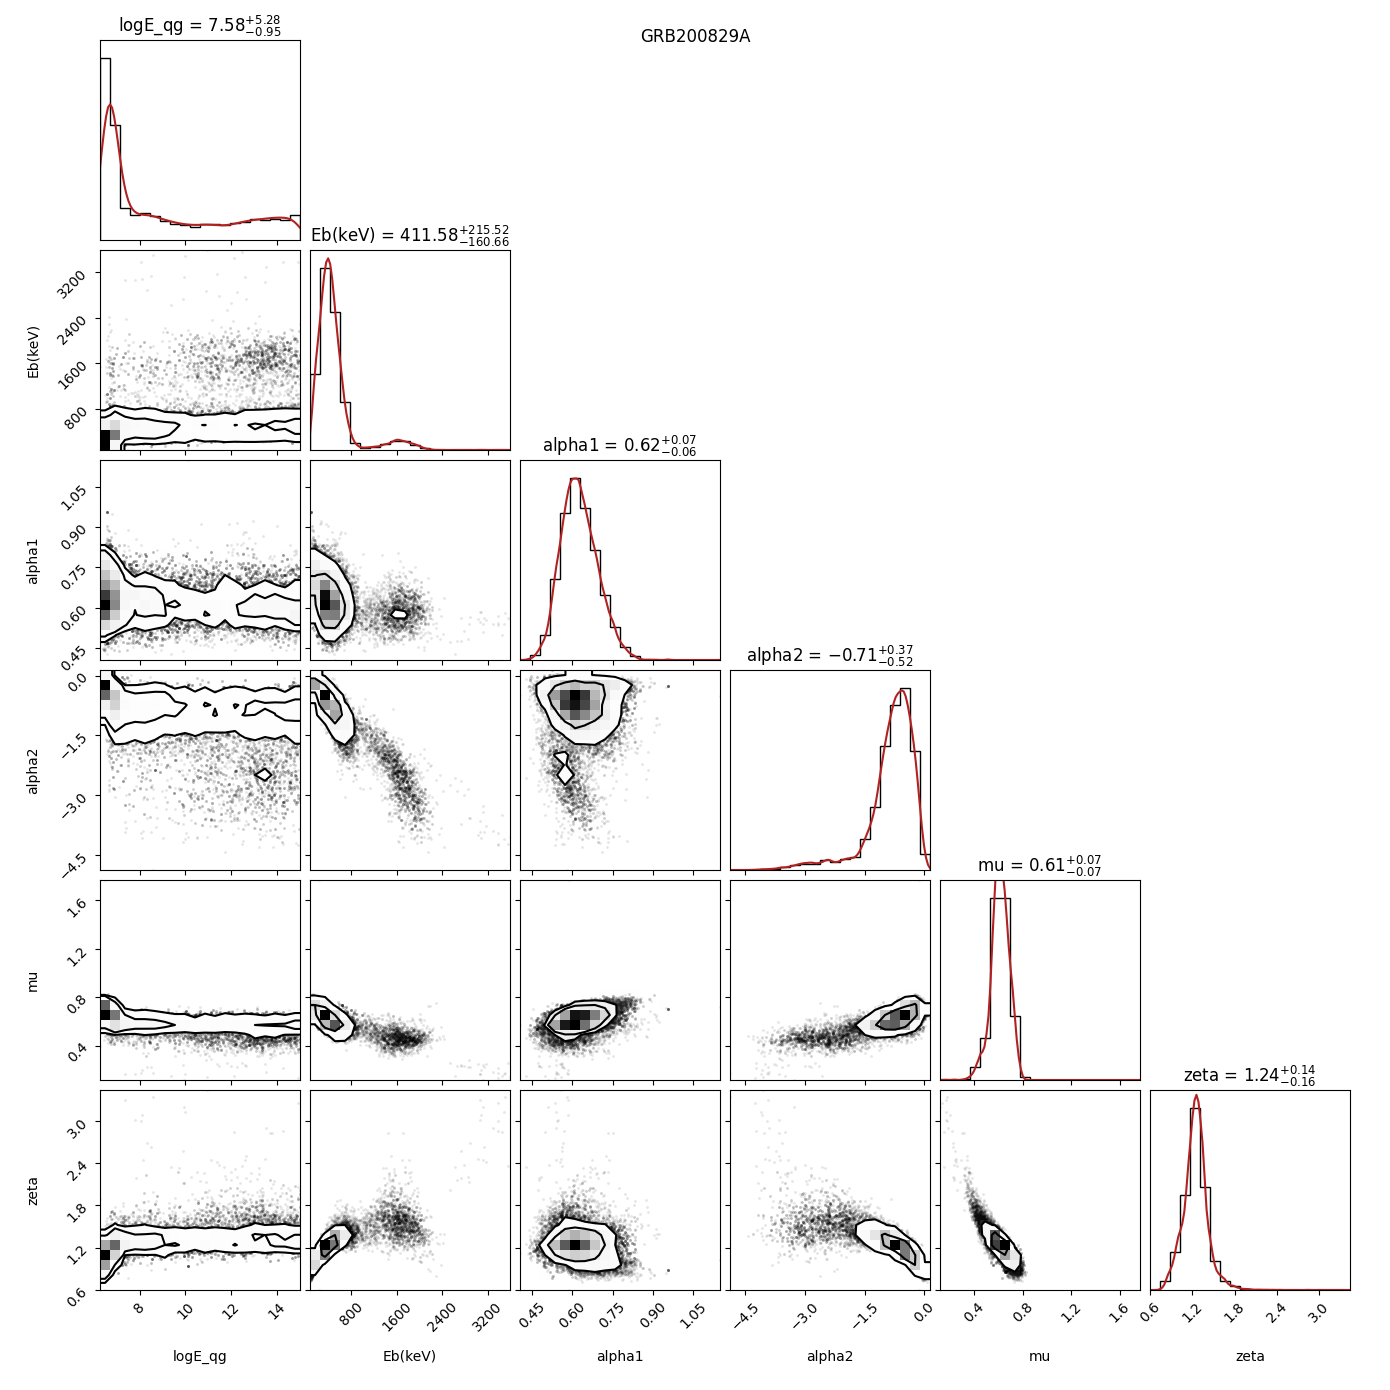 GRB200829A
logE_qg = 7.58+5.28−0.95
Eb(keV) = 411.58+215.52−160.66
3200
2400
1600
800
Eb(keV)
alpha1 = 0.62+0.07−0.06
1.05
0.90
0.75
0.60
0.45
alpha1
alpha2 = −0.71+0.37−0.52
0.0
−1.5
−3.0
−4.5
alpha2
mu = 0.61+0.07−0.07
1.6
1.2
0.8
0.4
mu
zeta = 1.24+0.14−0.16
3.0
2.4
1.8
1.2
0.6
zeta
8 10 12 14
800 1600 2400 3200
0.45 0.60 0.75 0.90 1.05
−4.5 −3.0 −1.5 0.0
0.4 0.8 1.2 1.6
0.6 1.2 1.8 2.4 3.0
logE_qg Eb(keV) alpha1 alpha2 mu zeta